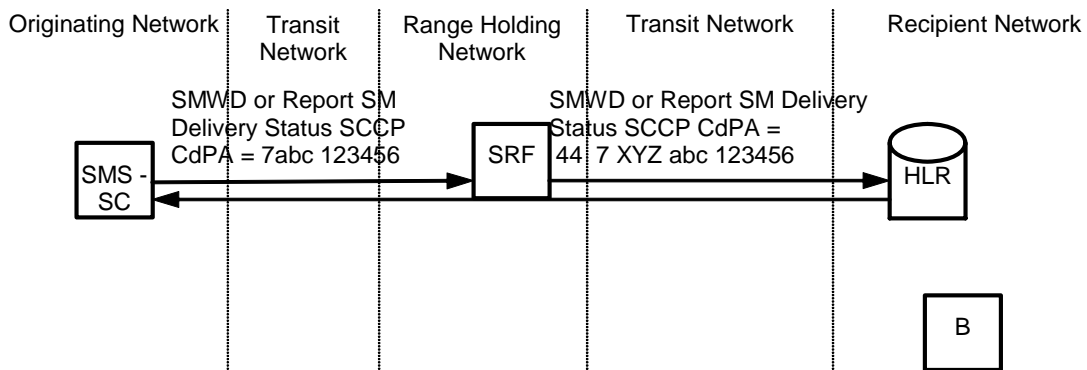 Originating Network
Transit
Network
Range Holding
Network
Transit Network
Recipient Network
SMWD or Report SM
Delivery Status SCCP
CdPA = 7abc 123456
SMWD or Report SM Delivery
Status SCCP CdPA =
44 7 XYZ abc 123456
SMS -
SC
SRF
HLR
B